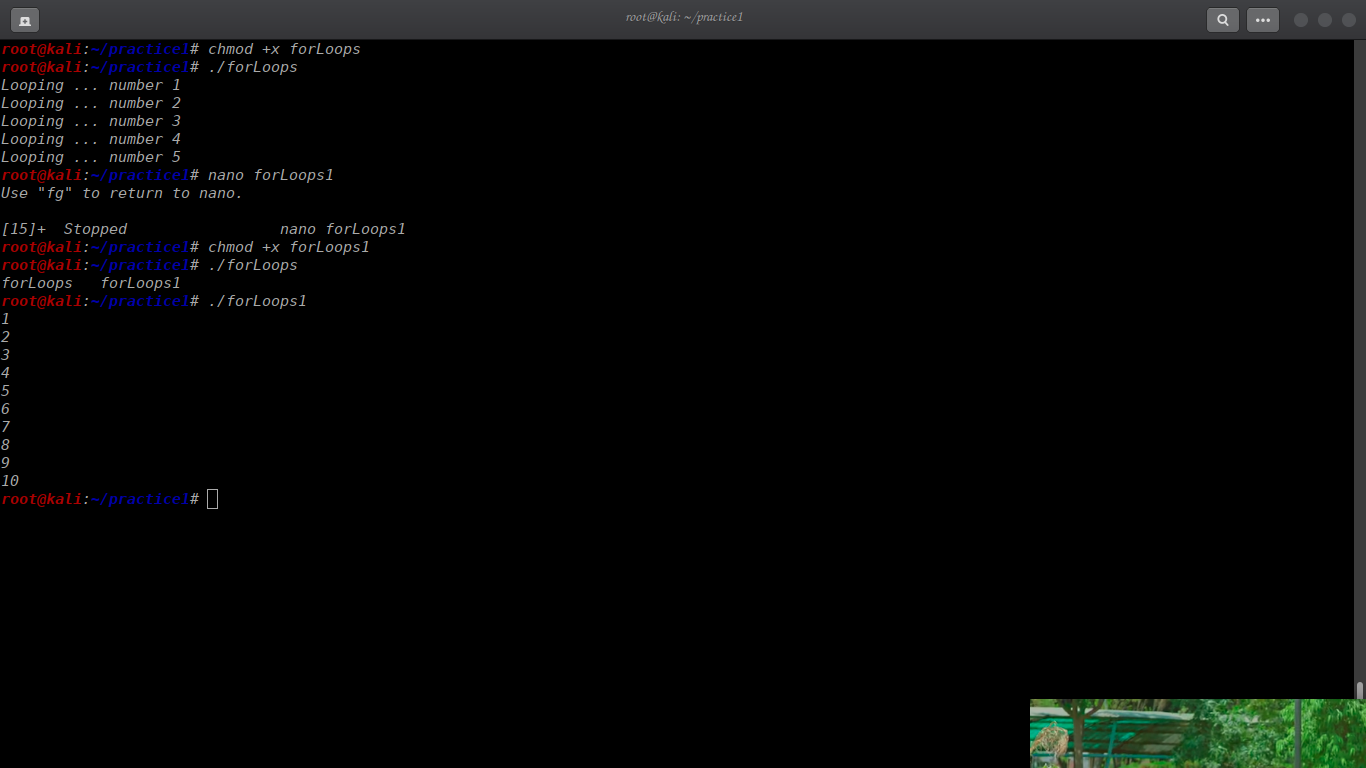 root@kali: ~/practice1
root@kali:~/practice1# chmod +x forLoops
root@kali:~/practice1# ./forLoops
Looping ... number 1
Looping ... number 2
Looping ... number 3
Looping ... number 4
Looping ... number 5
root@kali:~/practice1# nano forLoops1
Use "fg" to return to nano.
[15]+  Stopped                 nano forLoops1
root@kali:~/practice1# chmod +x forLoops1
root@kali:~/practice1# ./forLoops
forLoops   forLoops1
root@kali:~/practice1# ./forLoops1
1
2
3
4
5
6
7
8
9
10
root@kali:~/practice1#